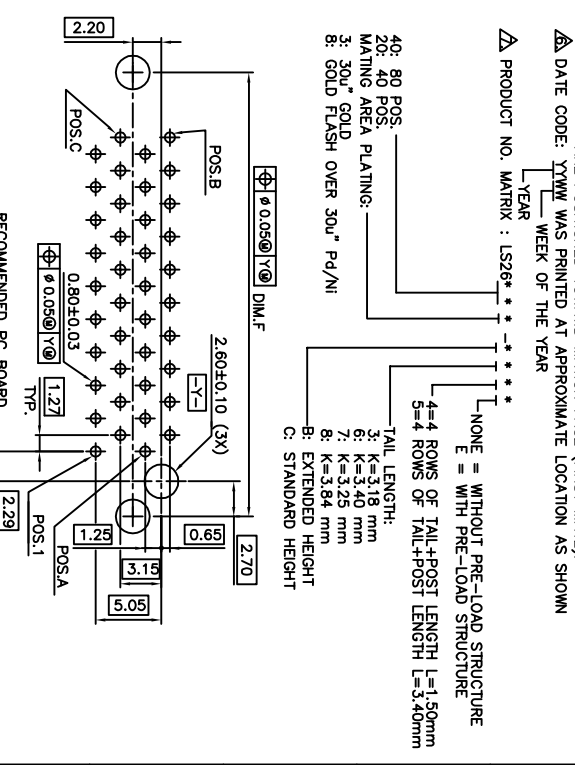 ⚠6 DATE CODE: YYWW WAS PRINTED AT APPROXIMATE LOCATION AS SHOWN
WEEK OF THE YEAR
YEAR
⚠7 PRODUCT NO. MATRIX : LS26* * * -* * * *
NONE = WITHOUT PRE-LOAD STRUCTURE
E = WITH PRE-LOAD STRUCTURE
4=4 ROWS OF TAIL+POST LENGTH L=1.50mm
5=4 ROWS OF TAIL+POST LENGTH L=3.40mm
TAIL LENGTH:
3: K=3.18 mm
6: K=3.40 mm
7: K=3.25 mm
8: K=3.84 mm
B: EXTENDED HEIGHT
C: STANDARD HEIGHT
40: 80 POS.
20: 40 POS.
MATING AREA PLATING:
3: 30u" GOLD
8: GOLD FLASH OVER 30u" Pd/Ni
⌖ ø 0.05Ⓜ YⓂ DIM.F
2.60±0.10 (3X)
-Y-
2.20
POS.B
POS.C
0.65
2.70
1.25
3.15
5.05
0.80±0.03
⌖ ø 0.05Ⓜ YⓂ
1.27
TYP.
POS.A
POS.1
2.29
RECOMMENDED PC BOARD